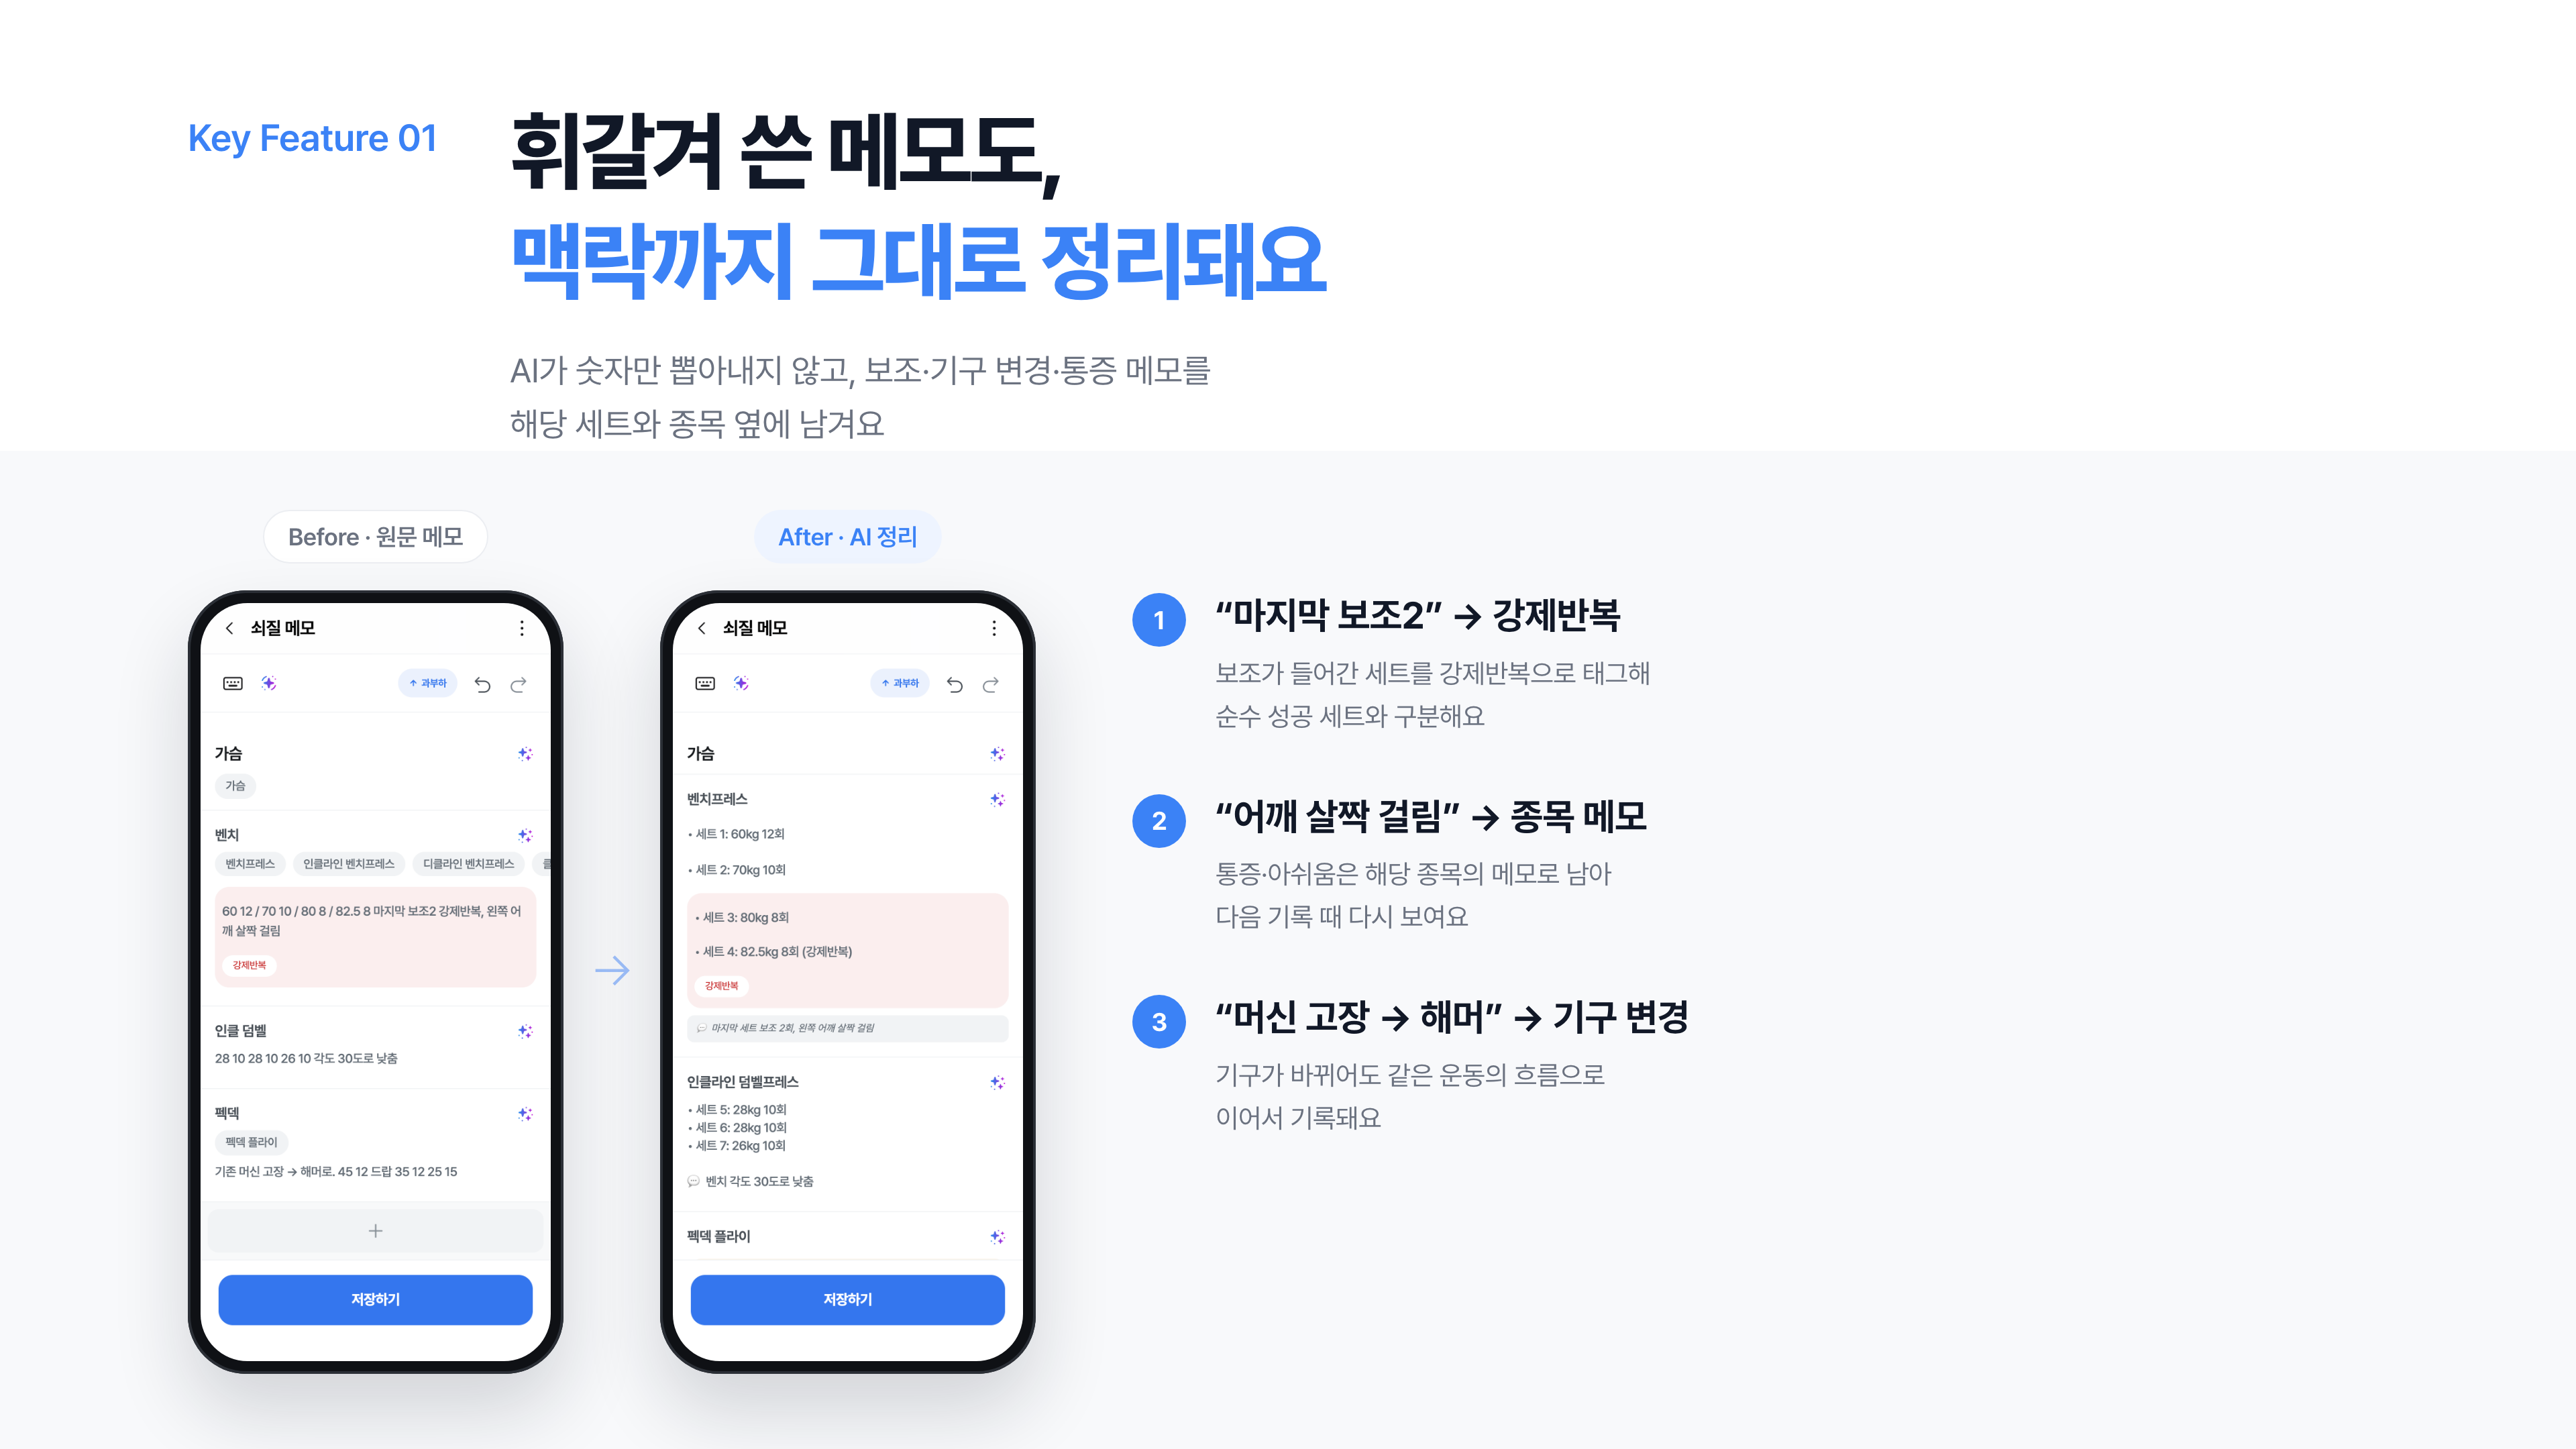 Key Feature 01
휘갈겨 쓴 메모도,
맥락까지 그대로 정리돼요
AI가 숫자만 뽑아내지 않고, 보조·기구 변경·통증 메모를
해당 세트와 종목 옆에 남겨요
Before · 원문 메모
쇠질 메모
↑ 과부하
가슴
가슴
벤치
벤치프레스
인클라인 벤치프레스
디클라인 벤치프레스
60 12 / 70 10 / 80 8 / 82.5 8 마지막 보조2 강제반복, 왼쪽 어
깨 살짝 걸림
강제반복
인클 덤벨
28 10 28 10 26 10 각도 30도로 낮춤
펙덱
펙덱 플라이
기존 머신 고장 → 해머로. 45 12 드랍 35 12 25 15
+
저장하기
→
After · AI 정리
쇠질 메모
↑ 과부하
가슴
벤치프레스
• 세트 1: 60kg 12회
• 세트 2: 70kg 10회
• 세트 3: 80kg 8회
• 세트 4: 82.5kg 8회 (강제반복)
강제반복
마지막 세트 보조 2회, 왼쪽 어깨 살짝 걸림
인클라인 덤벨프레스
• 세트 5: 28kg 10회
• 세트 6: 28kg 10회
• 세트 7: 26kg 10회
벤치 각도 30도로 낮춤
펙덱 플라이
저장하기
1
“마지막 보조2” → 강제반복
보조가 들어간 세트를 강제반복으로 태그해
순수 성공 세트와 구분해요
2
“어깨 살짝 걸림” → 종목 메모
통증·아쉬움은 해당 종목의 메모로 남아
다음 기록 때 다시 보여요
3
“머신 고장 → 해머” → 기구 변경
기구가 바뀌어도 같은 운동의 흐름으로
이어서 기록돼요